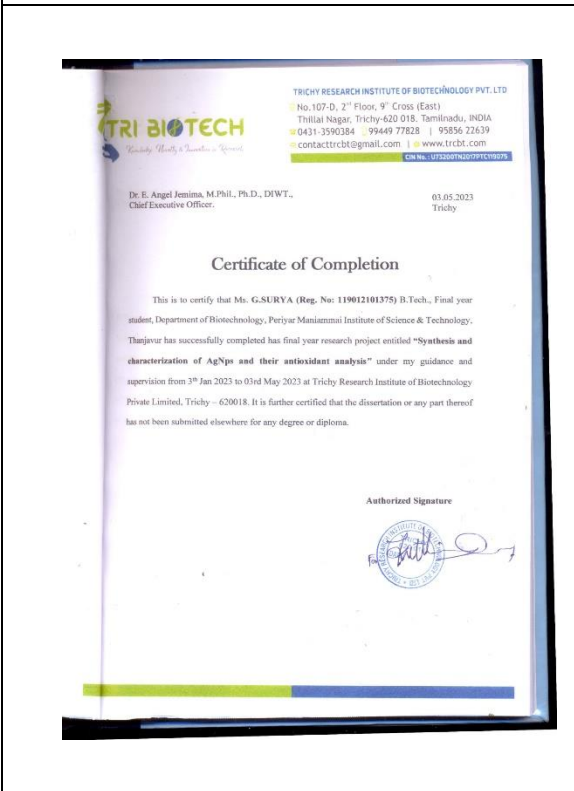 TRI BIOTECH
TRICHY RESEARCH INSTITUTE OF BIOTECHNOLOGY PVT. LTD
No.107-D, 2nd Floor, 9th Cross (East)
Thillai Nagar, Trichy-620 018. Tamilnadu, INDIA
0431-3590384 99449 77828 | 95856 22639
contacttrcbt@gmail.com | www.trcbt.com
CIN No. : U73200TN2017PTC119075
Dr. E. Angel Jemima, M.Phil., Ph.D., DIWT.,
Chief Executive Officer.
03.05.2023
Trichy
Certificate of Completion
This is to certify that Ms. G.SURYA (Reg. No: 119012101375) B.Tech., Final year
student, Department of Biotechnology, Periyar Maniammai Institute of Science & Technology,
Thanjavur has successfully completed has final year research project entitled “Synthesis and
characterization of AgNps and their antioxidant analysis” under my guidance and
supervision from 3rd Jan 2023 to 03rd May 2023 at Trichy Research Institute of Biotechnology
Private Limited, Trichy – 620018. It is further certified that the dissertation or any part thereof
has not been submitted elsewhere for any degree or diploma.
Authorized Signature